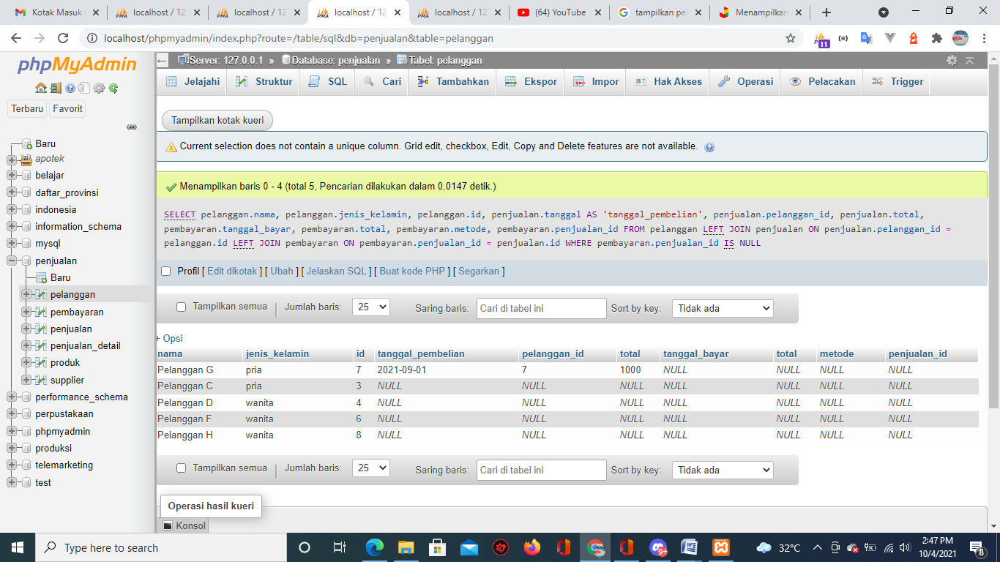 Kotak Masuk
localhost / 12
localhost / 12
localhost / 12
localhost / 12
(64) YouTube
tampilkan pel
Menampilkan
localhost/phpmyadmin/index.php?route=/table/sql&db=penjualan&table=pelanggan
11
phpMyAdmin
Terbaru
Favorit
Baru
apotek
belajar
daftar_provinsi
indonesia
information_schema
mysql
penjualan
Baru
pelanggan
pembayaran
penjualan
penjualan_detail
produk
supplier
performance_schema
perpustakaan
phpmyadmin
produksi
telemarketing
test
Server: 127.0.0.1 » Database: penjualan » Tabel: pelanggan
Jelajahi Struktur SQL Cari Tambahkan Ekspor Impor Hak Akses Operasi Pelacakan Trigger
Tampilkan kotak kueri
Current selection does not contain a unique column. Grid edit, checkbox, Edit, Copy and Delete features are not available.
Menampilkan baris 0 - 4 (total 5, Pencarian dilakukan dalam 0,0147 detik.)
SELECT pelanggan.nama, pelanggan.jenis_kelamin, pelanggan.id, penjualan.tanggal AS 'tanggal_pembelian', penjualan.pelanggan_id, penjualan.total,
pembayaran.tanggal_bayar, pembayaran.total, pembayaran.metode, pembayaran.penjualan_id FROM pelanggan LEFT JOIN penjualan ON penjualan.pelanggan_id =
pelanggan.id LEFT JOIN pembayaran ON pembayaran.penjualan_id = penjualan.id WHERE pembayaran.penjualan_id IS NULL
Profil [ Edit dikotak ] [ Ubah ] [ Jelaskan SQL ] [ Buat kode PHP ] [ Segarkan ]
Tampilkan semua | Jumlah baris: 25 Saring baris: Cari di tabel ini Sort by key: Tidak ada
+ Opsi
nama jenis_kelamin id tanggal_pembelian pelanggan_id total tanggal_bayar total metode penjualan_id
Pelanggan G pria 7 2021-09-01 7 1000 NULL NULL NULL NULL
Pelanggan C pria 3 NULL NULL NULL NULL NULL NULL NULL
Pelanggan D wanita 4 NULL NULL NULL NULL NULL NULL NULL
Pelanggan F wanita 6 NULL NULL NULL NULL NULL NULL NULL
Pelanggan H wanita 8 NULL NULL NULL NULL NULL NULL NULL
Tampilkan semua | Jumlah baris: 25 Saring baris: Cari di tabel ini Sort by key: Tidak ada
Operasi hasil kueri
Konsol
Type here to search
9+
32°C
2:47 PM
10/4/2021
8